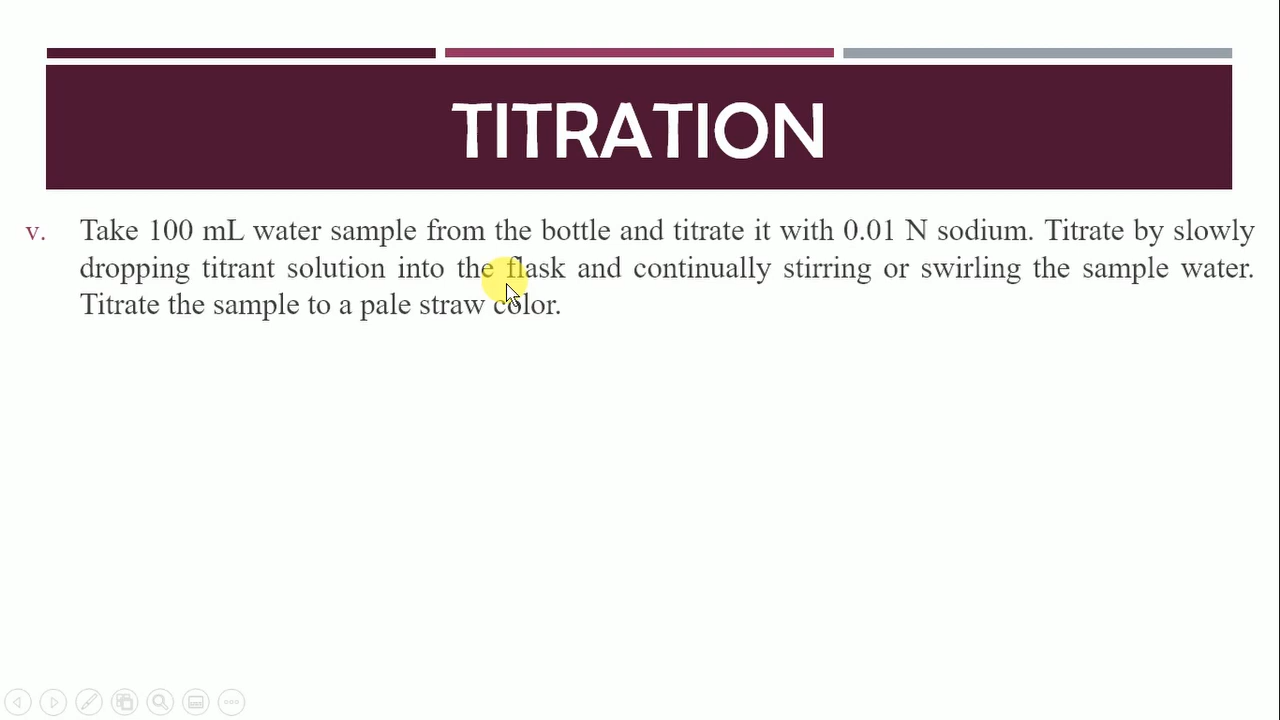 TITRATION
v. Take 100 mL water sample from the bottle and titrate it with 0.01 N sodium. Titrate by slowly
dropping titrant solution into the flask and continually stirring or swirling the sample water.
Titrate the sample to a pale straw color.